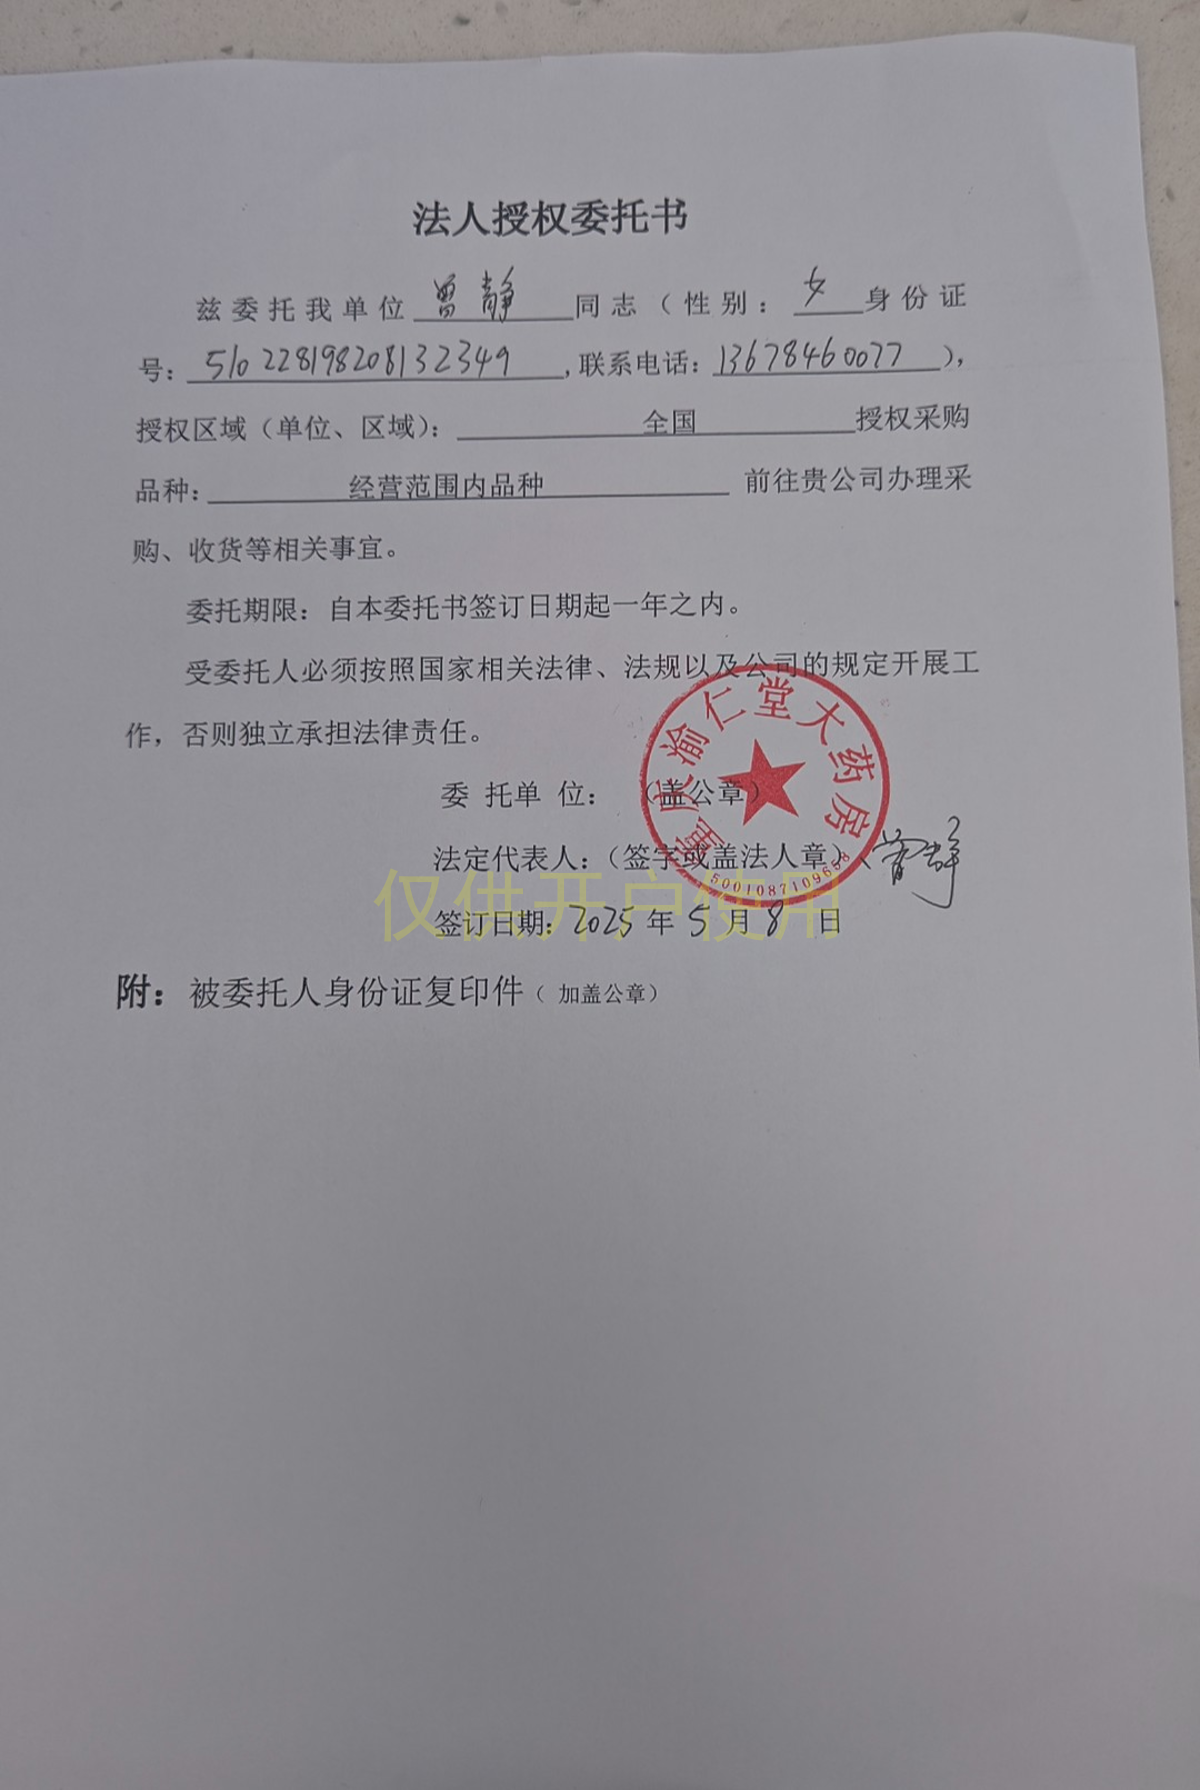 法人授权委托书
兹委托我单位 曾静 同志（性别：女 身份证
号：510228198208132349，联系电话：13678460077），
授权区域（单位、区域）：全国 授权采购
品种：经营范围内品种 前往贵公司办理采
购、收货等相关事宜。
委托期限：自本委托书签订日期起一年之内。
受委托人必须按照国家相关法律、法规以及公司的规定开展工
作，否则独立承担法律责任。
重庆渝仁堂大药房
委托单位：（盖公章）
法定代表人：（签字或盖法人章）
5001087109658
仅供开户使用
签订日期：2025年5月8日
附：被委托人身份证复印件（加盖公章）